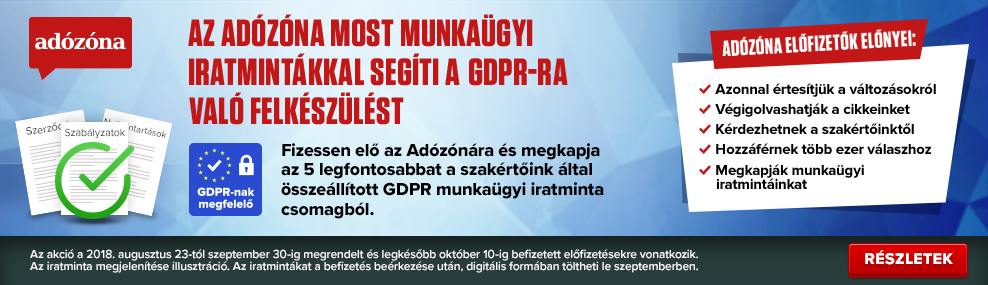 adózóna
AZ ADÓZÓNA MOST MUNKAÜGYI
IRATMINTÁKKAL SEGÍTI A GDPR-RA
VALÓ FELKÉSZÜLÉST
Szabályzatok
GDPR-nak
megfelelő
Fizessen elő az Adózónára és megkapja
az 5 legfontosabbat a szakértőink által
összeállított GDPR munkaügyi iratminta
csomagból.
ADÓZÓNA ELŐFIZETŐK ELŐNYEI:
Azonnal értesítjük a változásokról
Végigolvashatják a cikkeinket
Kérdezhetnek a szakértőinktől
Hozzáférnek több ezer válaszhoz
Megkapják munkaügyi
iratmintáinkat
Az akció a 2018. augusztus 23-tól szeptember 30-ig megrendelt és legkésőbb október 10-ig befizetett előfizetésekre vonatkozik.
Az iratminta megjelenítése illusztráció. Az iratmintákat a befizetés beérkezése után, digitális formában töltheti le szeptemberben.
RÉSZLETEK